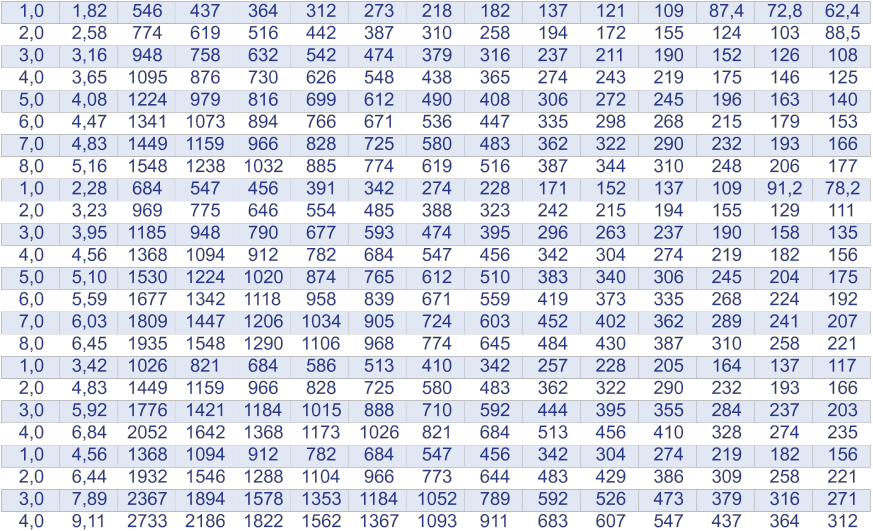 1,0 1,82 546 437 364 312 273 218 182 137 121 109 87,4 72,8 62,4
2,0 2,58 774 619 516 442 387 310 258 194 172 155 124 103 88,5
3,0 3,16 948 758 632 542 474 379 316 237 211 190 152 126 108
4,0 3,65 1095 876 730 626 548 438 365 274 243 219 175 146 125
5,0 4,08 1224 979 816 699 612 490 408 306 272 245 196 163 140
6,0 4,47 1341 1073 894 766 671 536 447 335 298 268 215 179 153
7,0 4,83 1449 1159 966 828 725 580 483 362 322 290 232 193 166
8,0 5,16 1548 1238 1032 885 774 619 516 387 344 310 248 206 177
1,0 2,28 684 547 456 391 342 274 228 171 152 137 109 91,2 78,2
2,0 3,23 969 775 646 554 485 388 323 242 215 194 155 129 111
3,0 3,95 1185 948 790 677 593 474 395 296 263 237 190 158 135
4,0 4,56 1368 1094 912 782 684 547 456 342 304 274 219 182 156
5,0 5,10 1530 1224 1020 874 765 612 510 383 340 306 245 204 175
6,0 5,59 1677 1342 1118 958 839 671 559 419 373 335 268 224 192
7,0 6,03 1809 1447 1206 1034 905 724 603 452 402 362 289 241 207
8,0 6,45 1935 1548 1290 1106 968 774 645 484 430 387 310 258 221
1,0 3,42 1026 821 684 586 513 410 342 257 228 205 164 137 117
2,0 4,83 1449 1159 966 828 725 580 483 362 322 290 232 193 166
3,0 5,92 1776 1421 1184 1015 888 710 592 444 395 355 284 237 203
4,0 6,84 2052 1642 1368 1173 1026 821 684 513 456 410 328 274 235
1,0 4,56 1368 1094 912 782 684 547 456 342 304 274 219 182 156
2,0 6,44 1932 1546 1288 1104 966 773 644 483 429 386 309 258 221
3,0 7,89 2367 1894 1578 1353 1184 1052 789 592 526 473 379 316 271
4,0 9,11 2733 2186 1822 1562 1367 1093 911 683 607 547 437 364 312